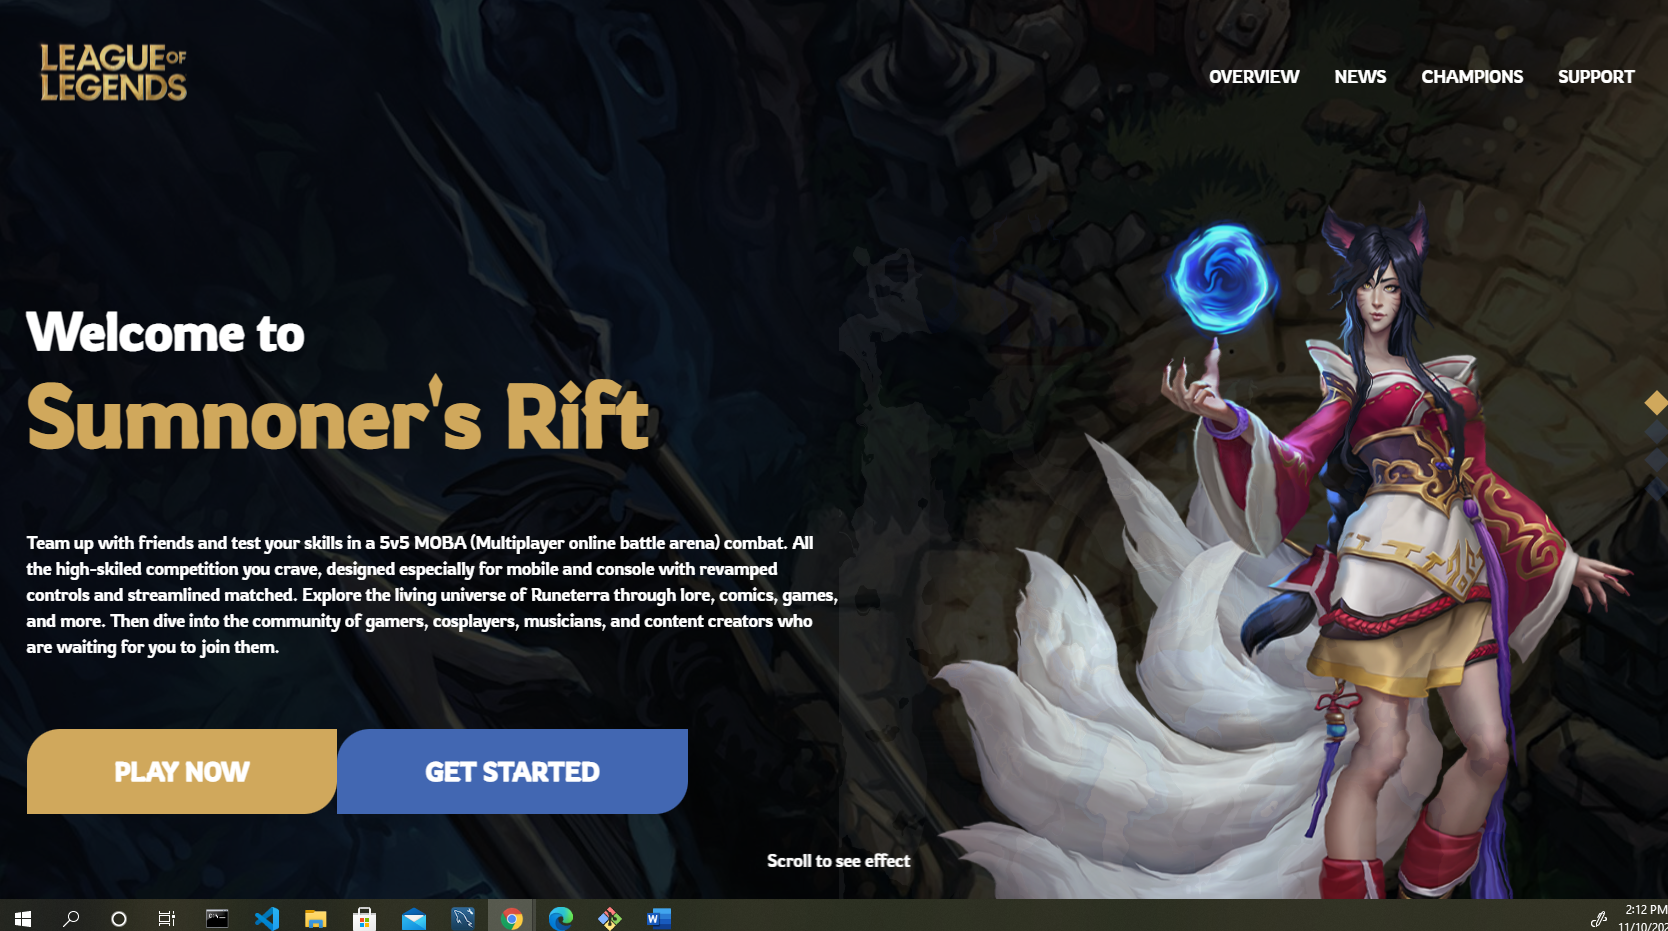 LEAGUE OF
LEGENDS
OVERVIEW NEWS CHAMPIONS SUPPORT
Welcome to
Sumnoner's Rift
Team up with friends and test your skills in a 5v5 MOBA (Multiplayer online battle arena) combat. All
the high-skiled competition you crave, designed especially for mobile and console with revamped
controls and streamlined matched. Explore the living universe of Runeterra through lore, comics, games,
and more. Then dive into the community of gamers, cosplayers, musicians, and content creators who
are waiting for you to join them.
PLAY NOW GET STARTED
Scroll to see effect
2:12 PM
11/10/202